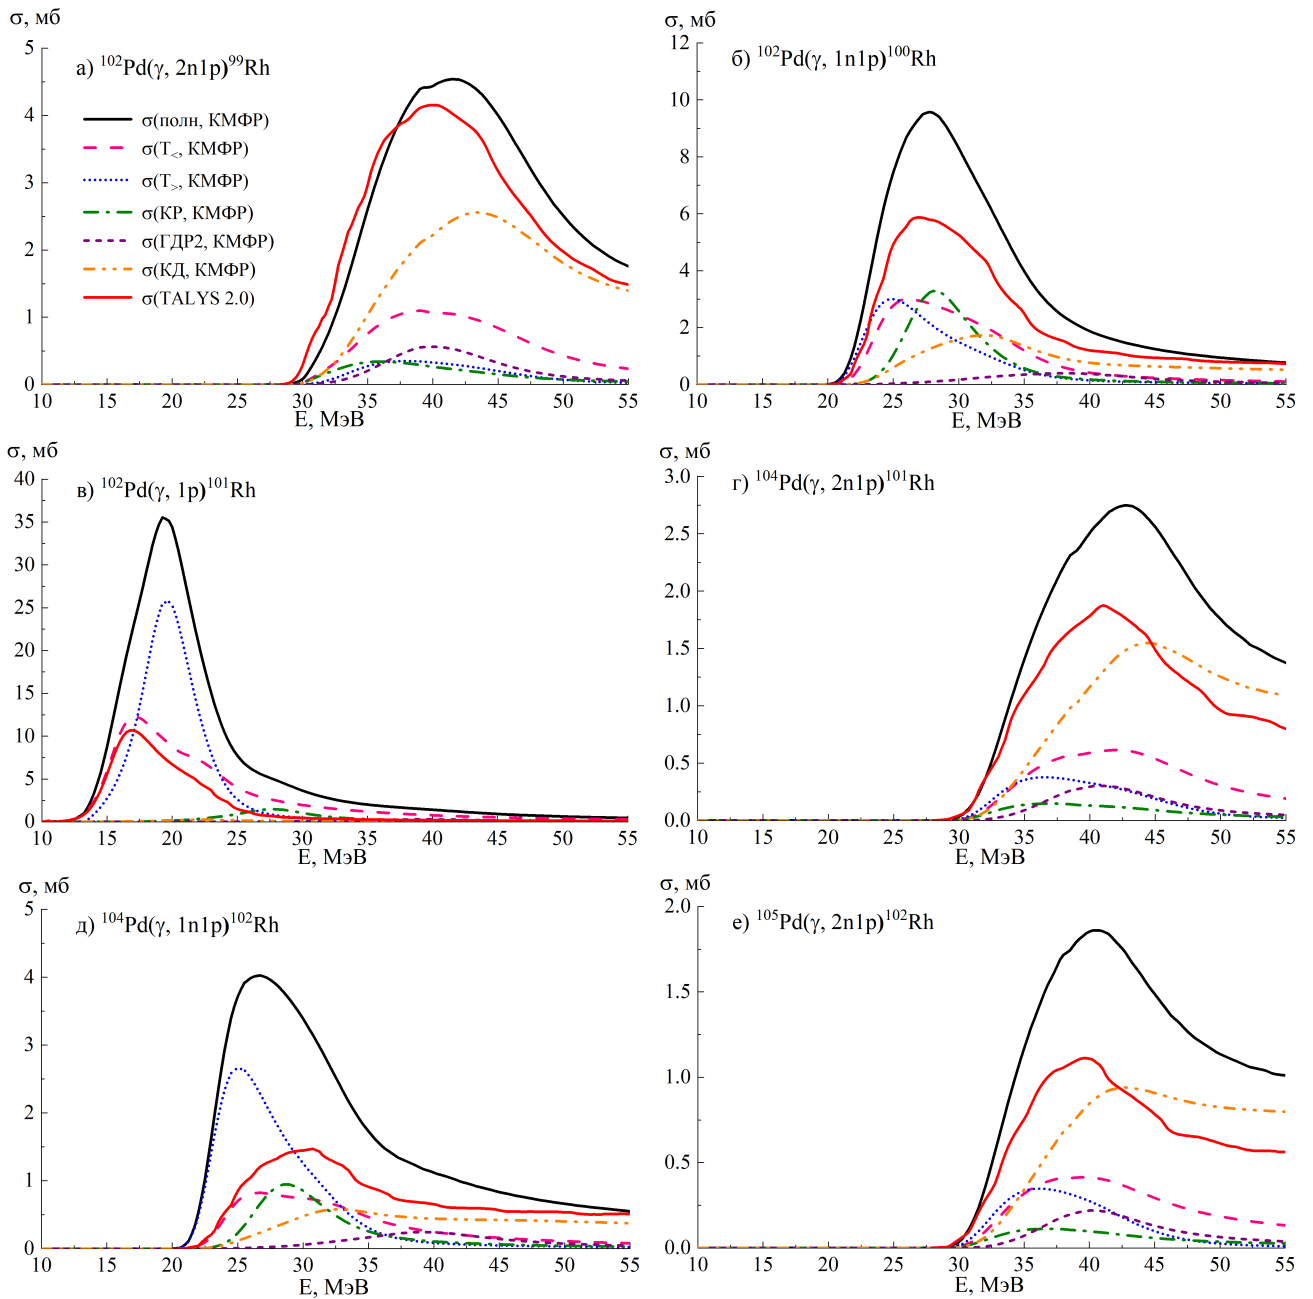 σ, мб
а) ¹⁰²Pd(γ, 2n1p)⁹⁹Rh
5
4
3
2
1
0
σ(полн, КМФР)
σ(T<, КМФР)
σ(T>, КМФР)
σ(КР, КМФР)
σ(ГДР2, КМФР)
σ(КД, КМФР)
σ(TALYS 2.0)
10 15 20 25 30 35 40 45 50 55
E, МэВ
σ, мб
б) ¹⁰²Pd(γ, 1n1p)¹⁰⁰Rh
12
10
8
6
4
2
0
10 15 20 25 30 35 40 45 50 55
E, МэВ
σ, мб
в) ¹⁰²Pd(γ, 1p)¹⁰¹Rh
40
35
30
25
20
15
10
5
0
10 15 20 25 30 35 40 45 50 55
E, МэВ
σ, мб
г) ¹⁰⁴Pd(γ, 2n1p)¹⁰¹Rh
3.0
2.5
2.0
1.5
1.0
0.5
0.0
10 15 20 25 30 35 40 45 50 55
E, МэВ
σ, мб
д) ¹⁰⁴Pd(γ, 1n1p)¹⁰²Rh
5
4
3
2
1
0
10 15 20 25 30 35 40 45 50 55
E, МэВ
σ, мб
е) ¹⁰⁵Pd(γ, 2n1p)¹⁰²Rh
2.0
1.5
1.0
0.5
0.0
10 15 20 25 30 35 40 45 50 55
E, МэВ